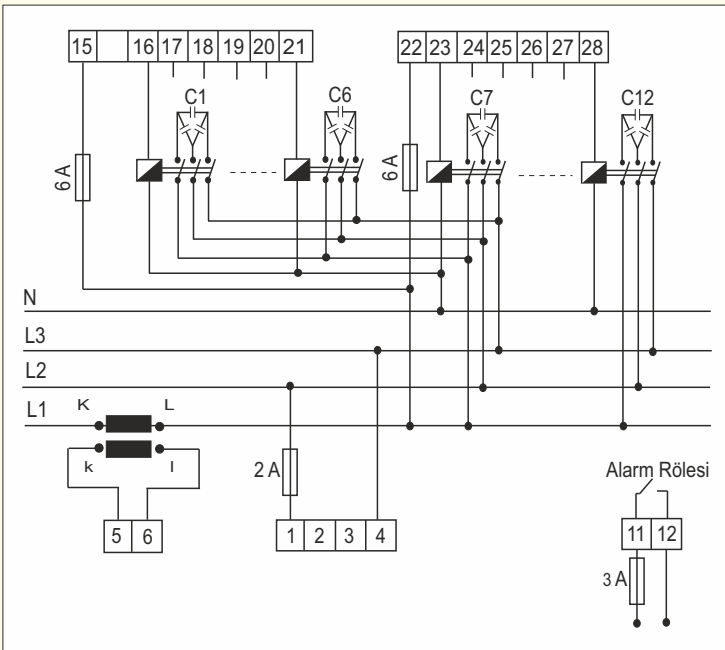 15 16 17 18 19 20 21
22 23 24 25 26 27 28
C1 C6 C7 C12
6 A
6 A
N
L3
L2
L1 K L
k l
2 A
Alarm Rölesi
5 6
1 2 3 4
11 12
3 A